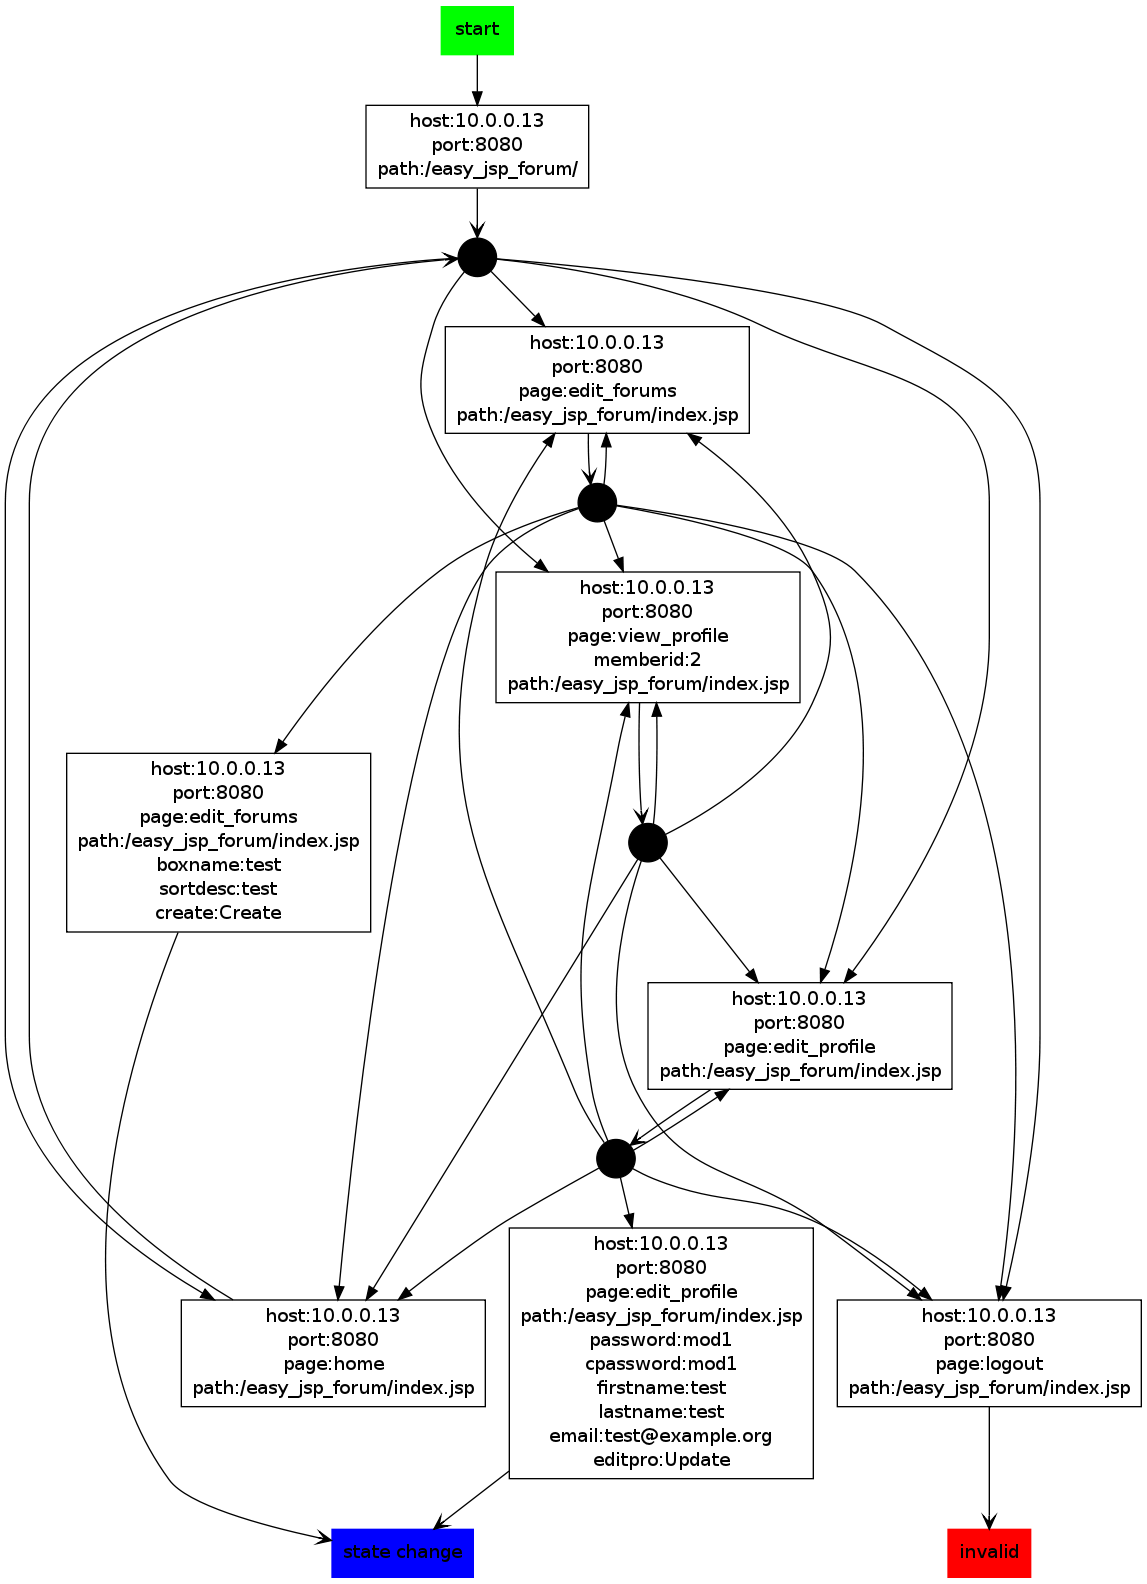 start
host:10.0.0.13
port:8080
path:/easy_jsp_forum/
host:10.0.0.13
port:8080
page:edit_forums
path:/easy_jsp_forum/index.jsp
host:10.0.0.13
port:8080
page:view_profile
memberid:2
path:/easy_jsp_forum/index.jsp
host:10.0.0.13
port:8080
page:edit_forums
path:/easy_jsp_forum/index.jsp
boxname:test
sortdesc:test
create:Create
host:10.0.0.13
port:8080
page:edit_profile
path:/easy_jsp_forum/index.jsp
host:10.0.0.13
port:8080
page:home
path:/easy_jsp_forum/index.jsp
host:10.0.0.13
port:8080
page:edit_profile
path:/easy_jsp_forum/index.jsp
password:mod1
cpassword:mod1
firstname:test
lastname:test
email:test@example.org
editpro:Update
host:10.0.0.13
port:8080
page:logout
path:/easy_jsp_forum/index.jsp
state change
invalid